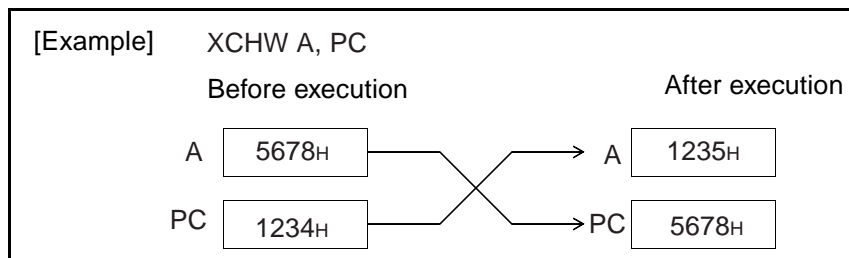 [Example] XCHW A, PC
Before execution After execution
A 5678H A 1235H
PC 1234H PC 5678H